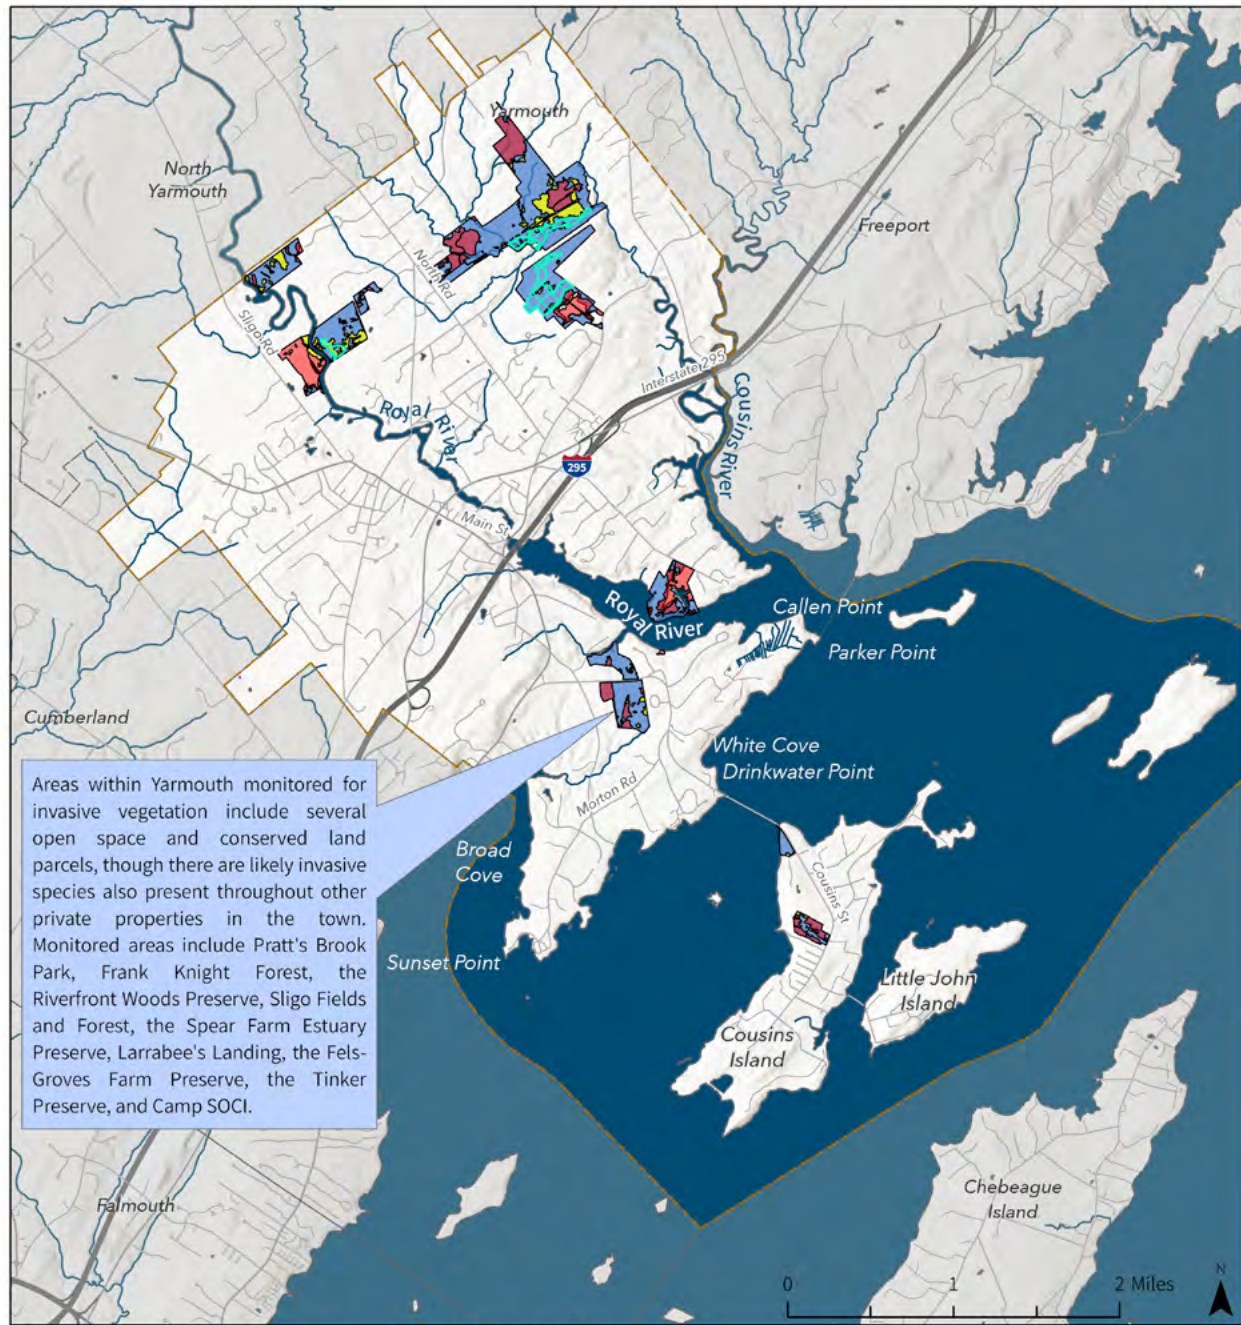 Yarmouth
North
Yarmouth
Freeport
North Rd
Sligo Rd
Interstate 295
Cousins River
Royal River
295
Main St
Royal River
Callen Point
Parker Point
Cumberland
White Cove
Drinkwater Point
Morton Rd
Areas within Yarmouth monitored for
invasive vegetation include several
open space and conserved land
parcels, though there are likely invasive
species also present throughout other
private properties in the town.
Monitored areas include Pratt's Brook
Park, Frank Knight Forest, the
Riverfront Woods Preserve, Sligo Fields
and Forest, the Spear Farm Estuary
Preserve, Larrabee's Landing, the Fels-
Groves Farm Preserve, the Tinker
Preserve, and Camp SOCI.
Broad
Cove
Cousins St
Sunset Point
Little John
Island
Cousins
Island
Chebeague
Island
Falmouth
0 1 2 Miles
N